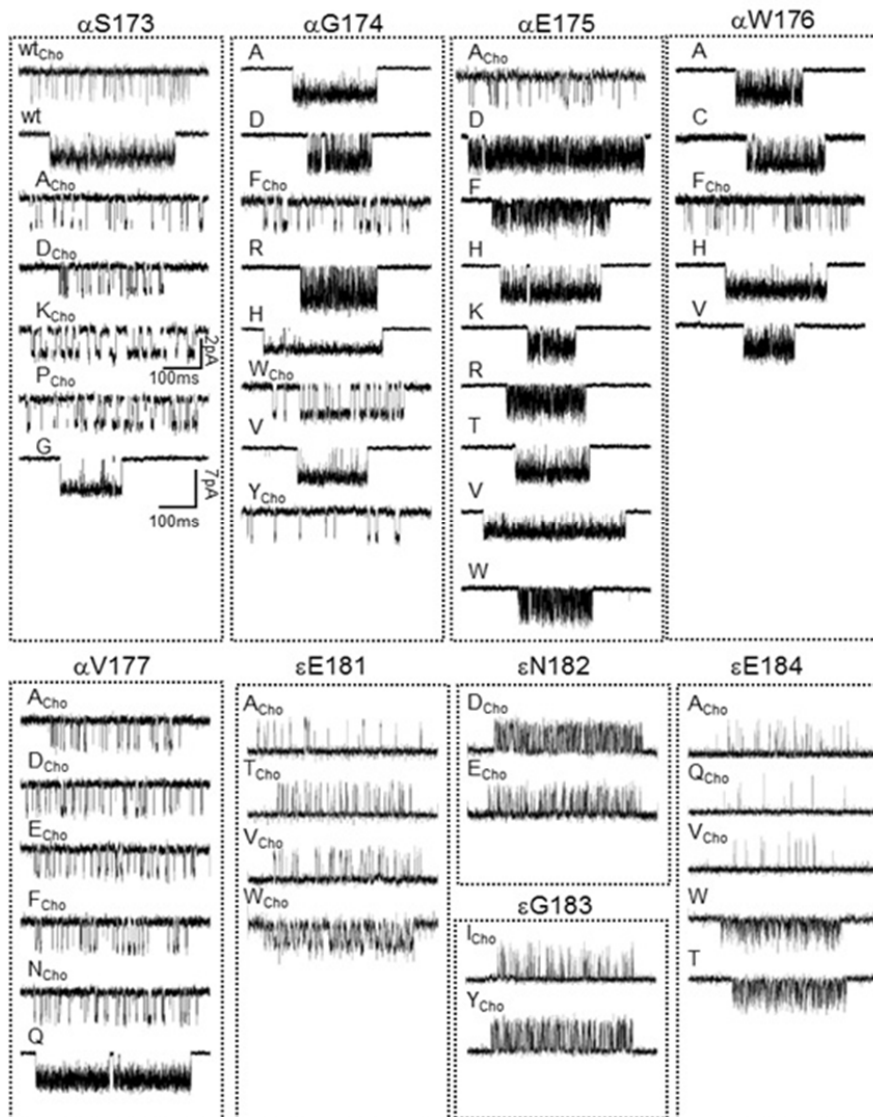 αS173
wtCho
wt
ACho
DCho
KCho
2pA
100ms
PCho
G
7pA
100ms
αG174
A
D
FCho
R
H
WCho
V
YCho
αE175
ACho
D
F
H
K
R
T
V
W
αW176
A
C
FCho
H
V
αV177
ACho
DCho
ECho
FCho
NCho
Q
εE181
ACho
TCho
VCho
WCho
εN182
DCho
ECho
εG183
ICho
YCho
εE184
ACho
QCho
VCho
W
T